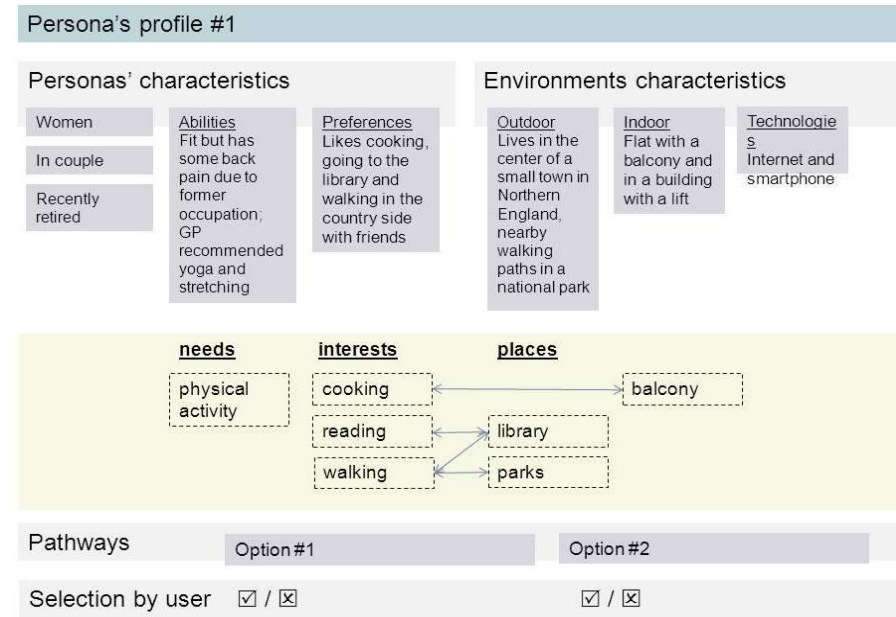 Persona's profile #1
Personas' characteristics
Environments characteristics
Women
In couple
Recently
retired
Abilities
Fit but has
some back
pain due to
former
occupation;
GP
recommended
yoga and
stretching
Preferences
Likes cooking,
going to the
library and
walking in the
country side
with friends
Outdoor
Lives in the
center of a
small town in
Northern
England,
nearby
walking
paths in a
national park
Indoor
Flat with a
balcony and
in a building
with a lift
Technologie
s
Internet and
smartphone
needs
interests
places
physical
activity
cooking
balcony
reading
library
walking
parks
Pathways
Option #1
Option #2
Selection by user
☑ / ☒
☑ / ☒